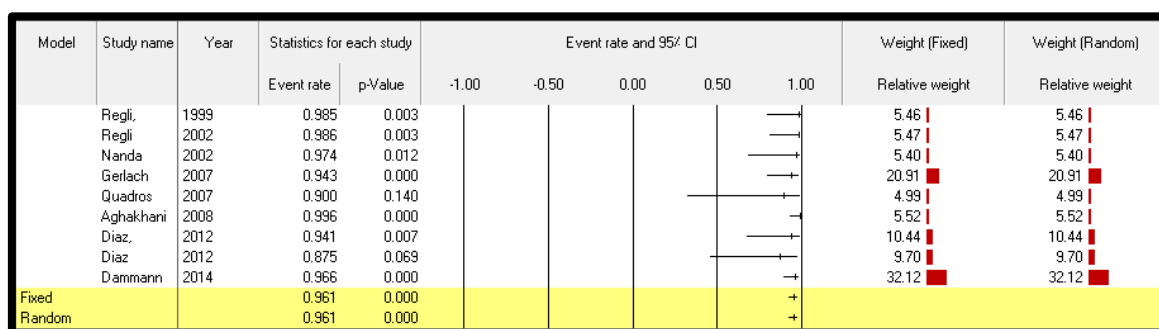 Model Study name Year Statistics for each study Event rate and 95% CI Weight (Fixed) Weight (Random)
Event rate p-Value -1.00 -0.50 0.00 0.50 1.00 Relative weight Relative weight
Regli, 1999 0.985 0.003 5.46 5.46
Regli 2002 0.986 0.003 5.47 5.47
Nanda 2002 0.974 0.012 5.40 5.40
Gerlach 2007 0.943 0.000 20.91 20.91
Quadros 2007 0.900 0.140 4.99 4.99
Aghakhani 2008 0.996 0.000 5.52 5.52
Diaz, 2012 0.941 0.007 10.44 10.44
Diaz 2012 0.875 0.069 9.70 9.70
Dammann 2014 0.966 0.000 32.12 32.12
Fixed 0.961 0.000
Random 0.961 0.000